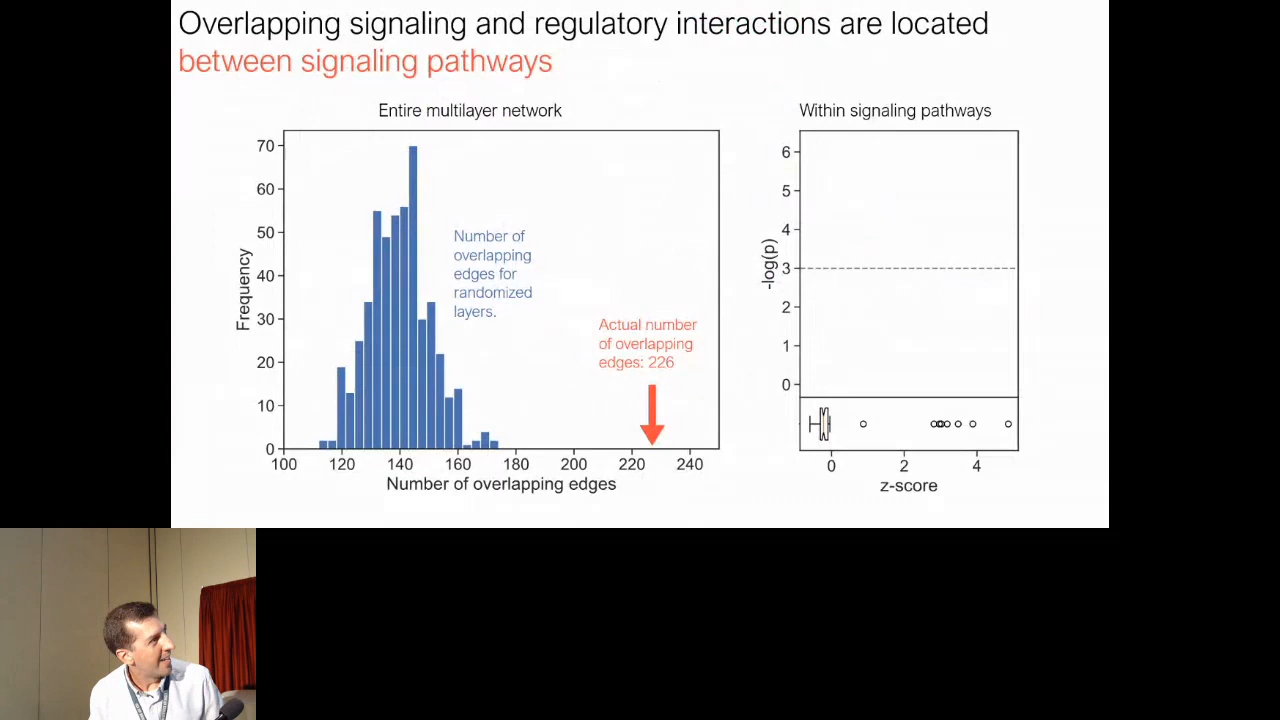 Overlapping signaling and regulatory interactions are located
between signaling pathways
Entire multilayer network
Frequency
70
60
50
40
30
20
10
0
100 120 140 160 180 200 220 240
Number of overlapping edges
Number of
overlapping
edges for
randomized
layers.
Actual number
of overlapping
edges: 226
Within signaling pathways
-log(p)
6
5
4
3
2
1
0
0 2 4
z-score